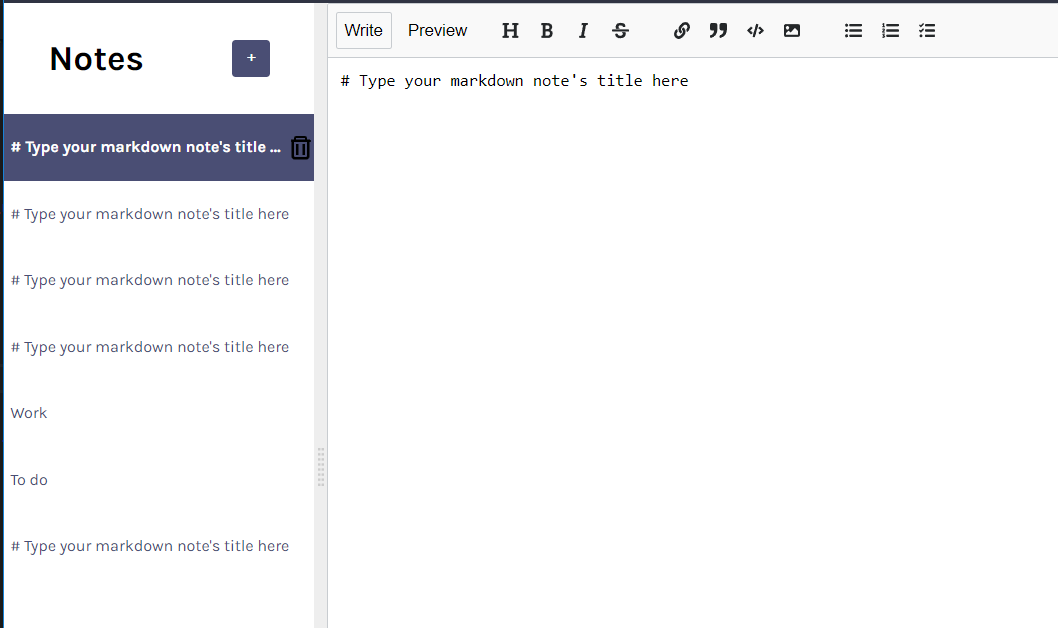 Notes
+
# Type your markdown note's title ...
# Type your markdown note's title here
# Type your markdown note's title here
# Type your markdown note's title here
Work
To do
# Type your markdown note's title here
Write Preview H B I S
# Type your markdown note's title here